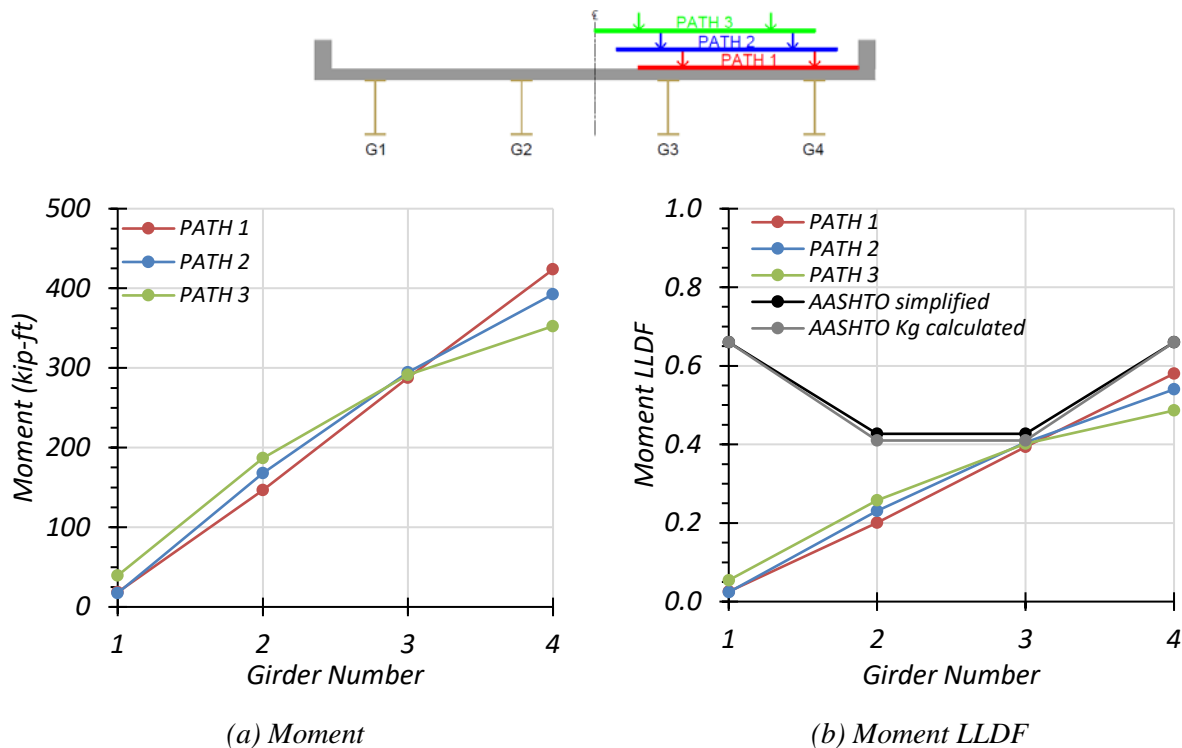 ℄
PATH 3
PATH 2
PATH 1
G1 G2 G3 G4
500
400
300
200
100
0
Moment (kip-ft)
PATH 1
PATH 2
PATH 3
1 2 3 4
Girder Number
(a) Moment
1.0
0.8
0.6
0.4
0.2
0.0
Moment LLDF
PATH 1
PATH 2
PATH 3
AASHTO simplified
AASHTO Kg calculated
1 2 3 4
Girder Number
(b) Moment LLDF